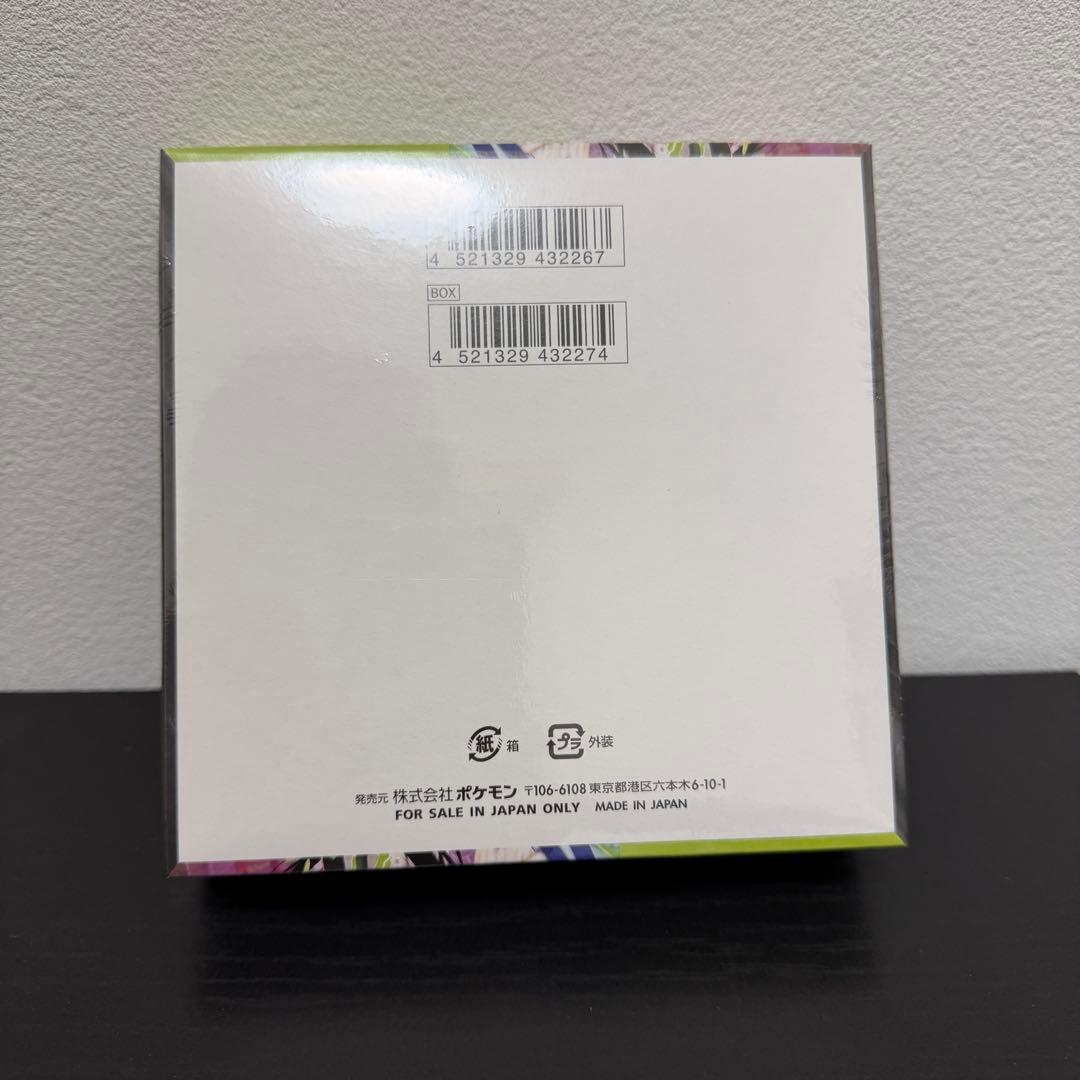 4 521329 432267
BOX
4 521329 432274
紙 箱 プラ 外装
発売元 株式会社ポケモン 〒106-6108 東京都港区六本木6-10-1
FOR SALE IN JAPAN ONLY MADE IN JAPAN